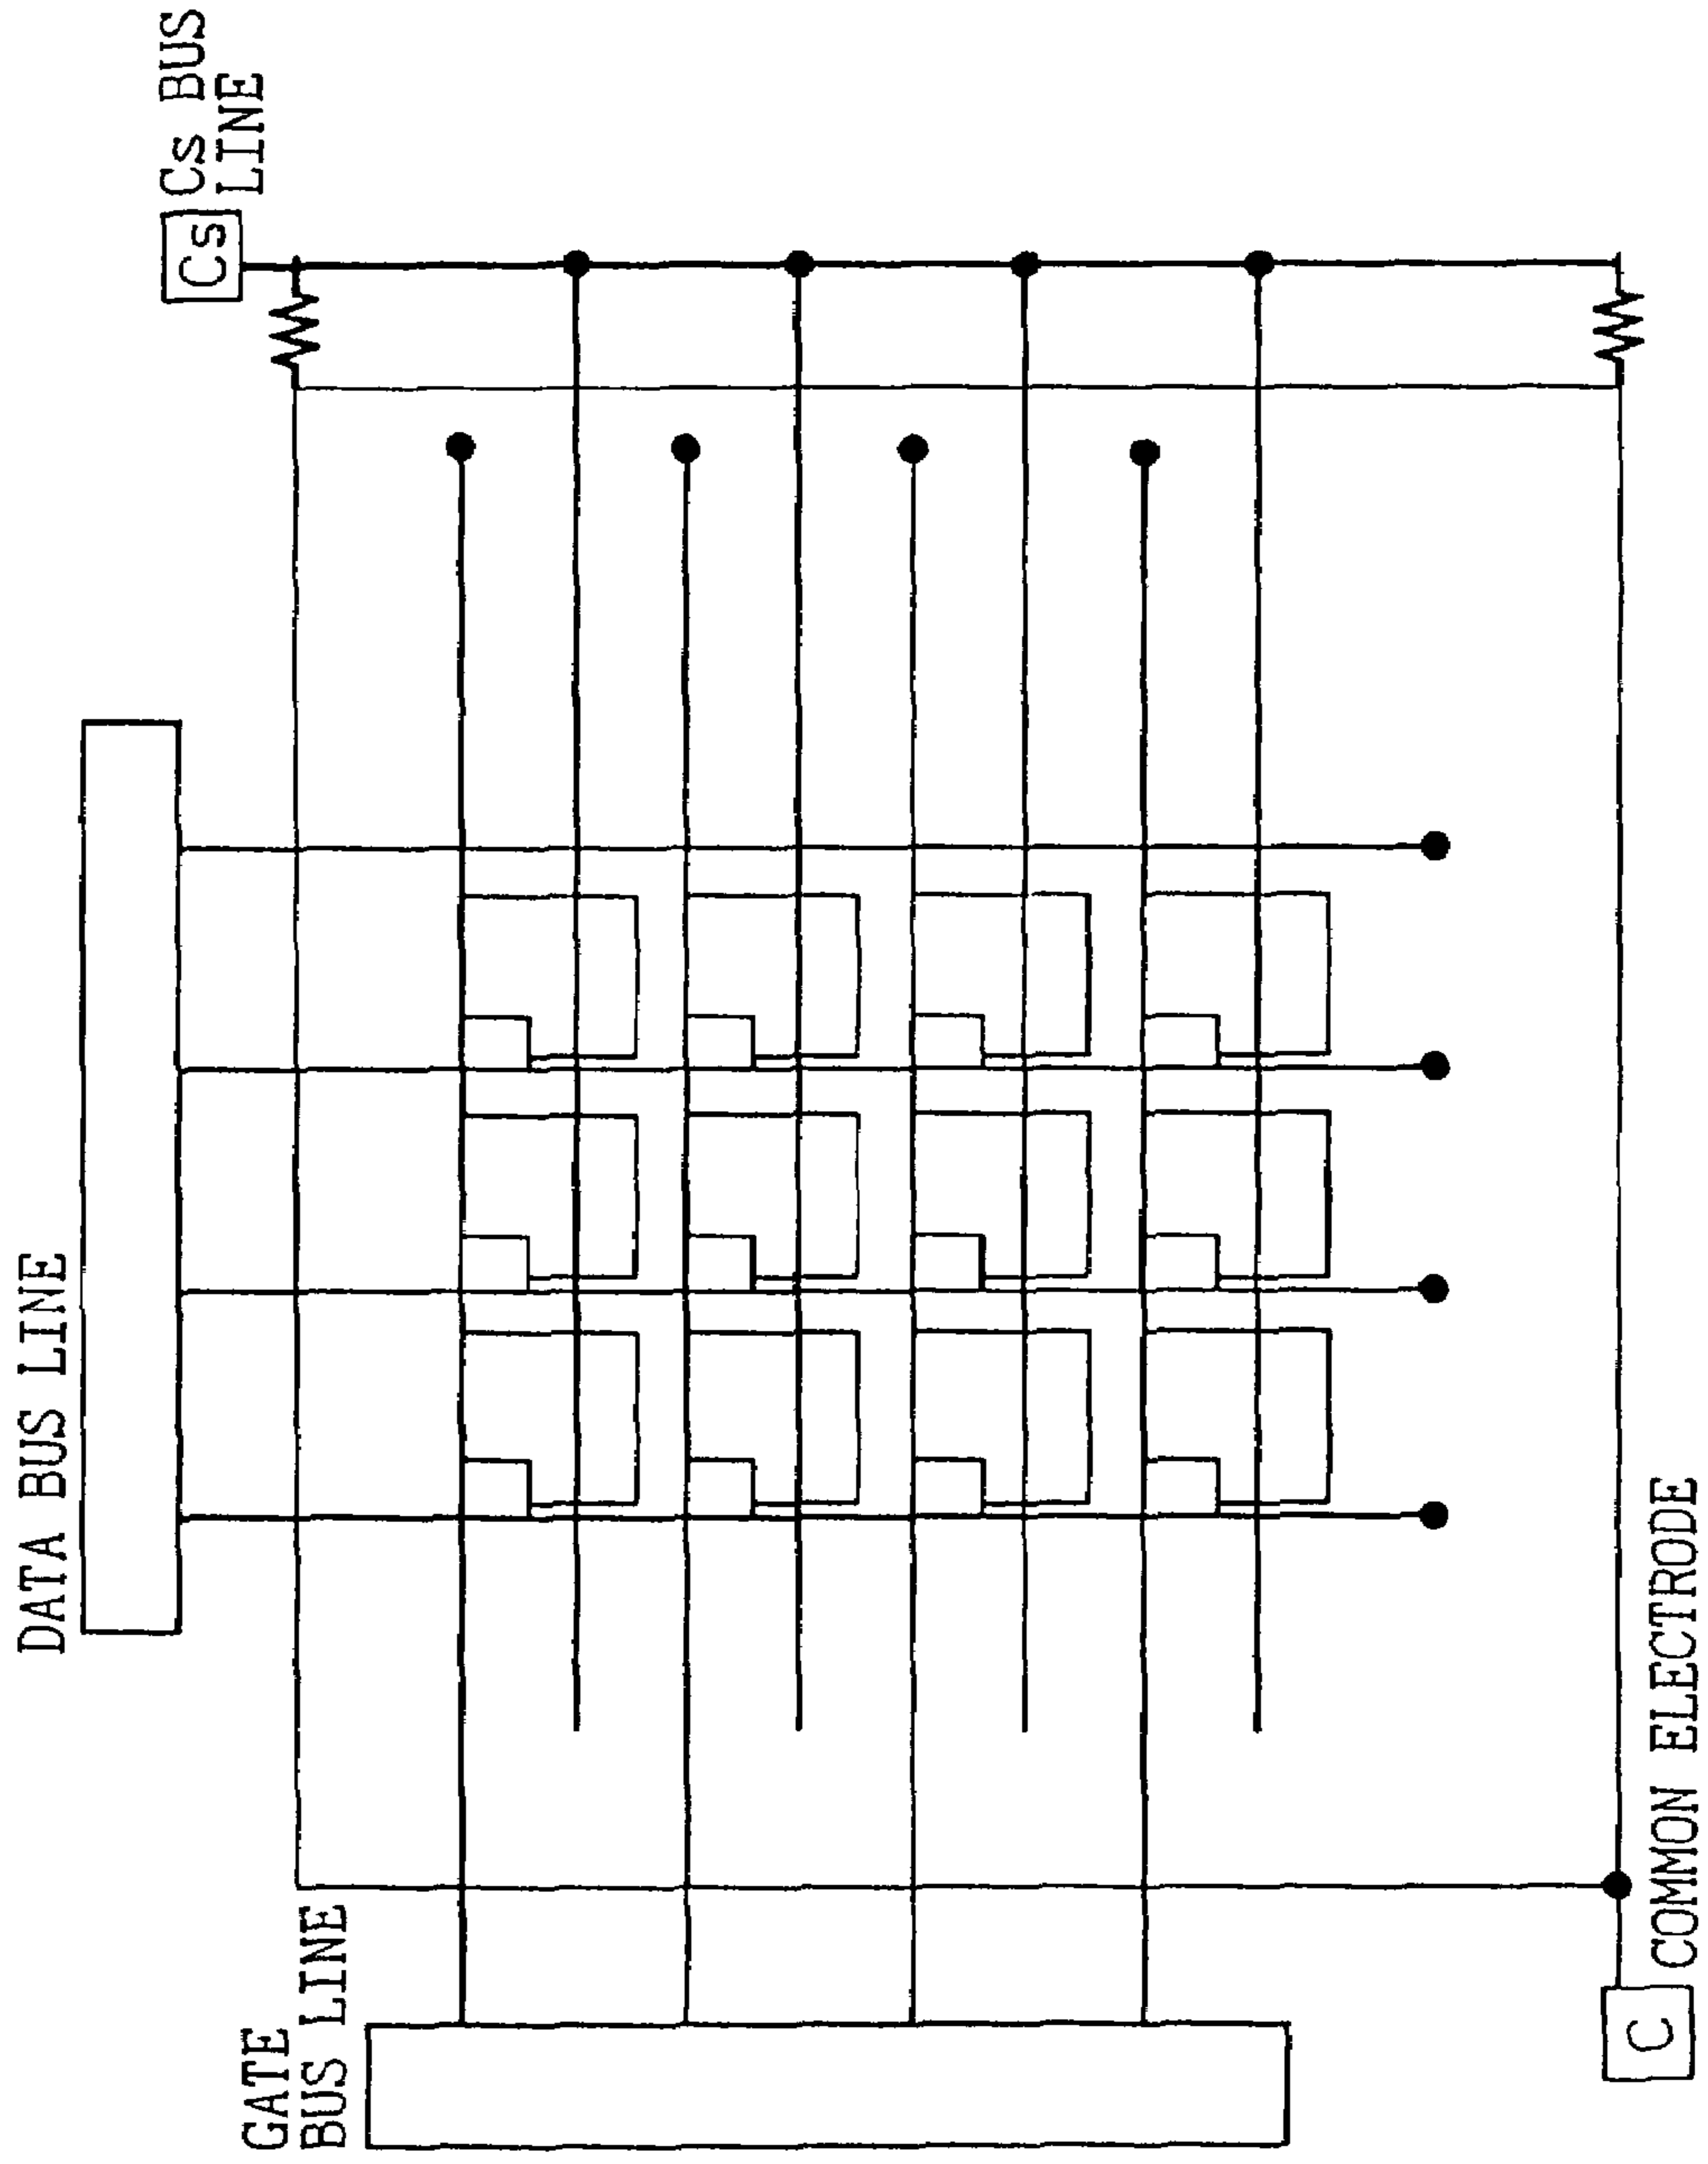 DATA BUS LINE
Cs
Cs BUS
LINE
GATE
BUS LINE
C
COMMON ELECTRODE